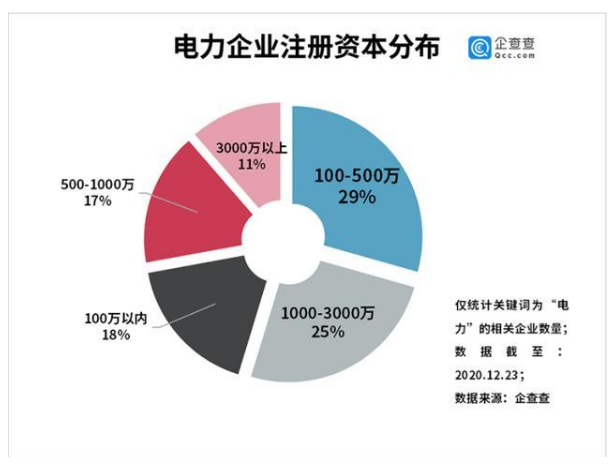 电力企业注册资本分布
企查查
Qcc.com
3000万以上
11%
100-500万
29%
500-1000万
17%
1000-3000万
25%
100万以内
18%
仅统计关键词为“电
力”的相关企业数量；
数据截至：
2020.12.23；
数据来源：企查查